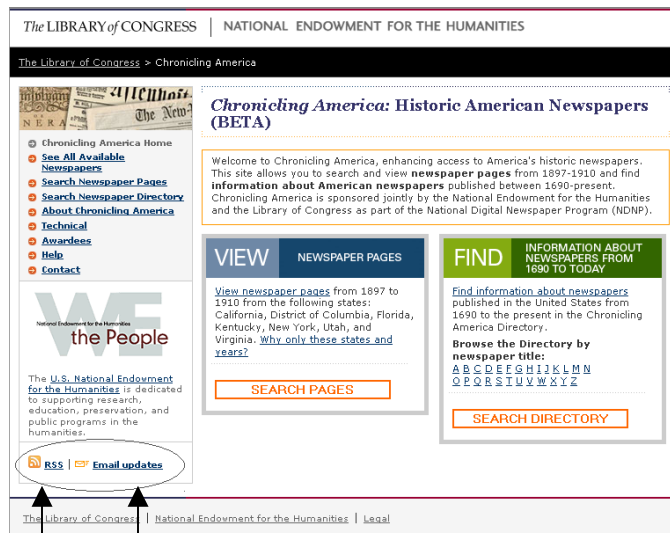 The LIBRARY of CONGRESS | NATIONAL ENDOWMENT FOR THE HUMANITIES
The Library of Congress > Chronicling America
The New-
N E R A
Chronicling America Home
See All Available
Newspapers
Search Newspaper Pages
Search Newspaper Directory
About Chronicling America
Technical
Awardees
Help
Contact
WE
National Endowment for the Humanities
the People
The U.S. National Endowment
for the Humanities is dedicated
to supporting research,
education, preservation, and
public programs in the
humanities.
RSS | Email updates
Chronicling America: Historic American Newspapers
(BETA)
Welcome to Chronicling America, enhancing access to America's historic newspapers.
This site allows you to search and view newspaper pages from 1897-1910 and find
information about American newspapers published between 1690-present.
Chronicling America is sponsored jointly by the National Endowment for the Humanities
and the Library of Congress as part of the National Digital Newspaper Program (NDNP).
VIEW NEWSPAPER PAGES
View newspaper pages from 1897 to
1910 from the following states:
California, District of Columbia, Florida,
Kentucky, New York, Utah, and
Virginia. Why only these states and
years?
SEARCH PAGES
FIND INFORMATION ABOUT
NEWSPAPERS FROM
1690 TO TODAY
Find information about newspapers
published in the United States from
1690 to the present in the Chronicling
America Directory.
Browse the Directory by
newspaper title:
A B C D E F G H I J K L M N
O P Q R S T U V W X Y Z
SEARCH DIRECTORY
The Library of Congress | National Endowment for the Humanities | Legal